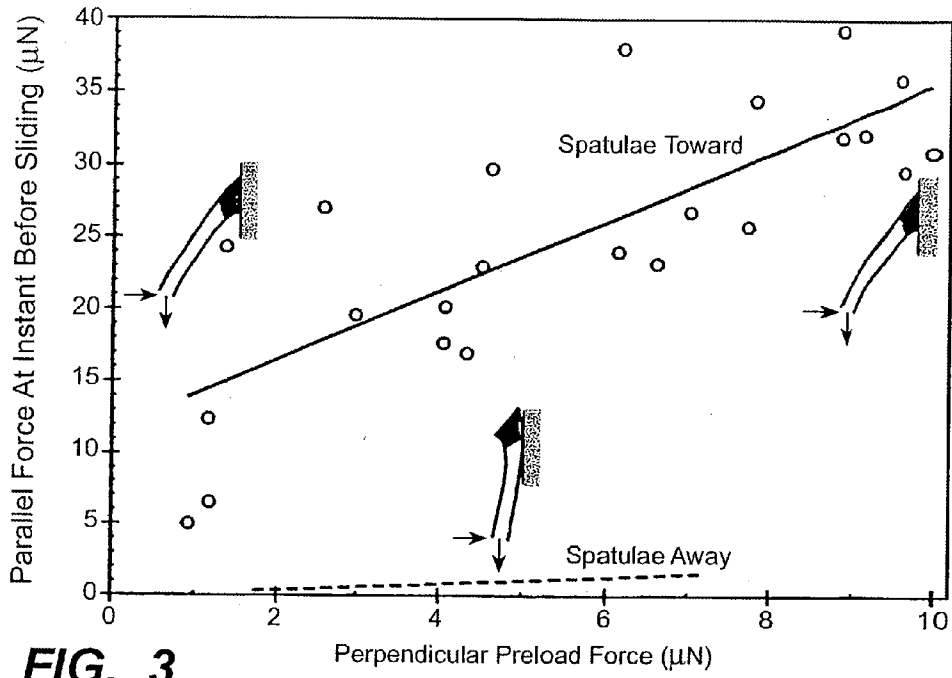 Parallel Force At Instant Before Sliding (μN)
40
35
30
25
20
15
10
5
0
Spatulae Toward
Spatulae Away
0 2 4 6 8 10
Perpendicular Preload Force (μN)
FIG. 3